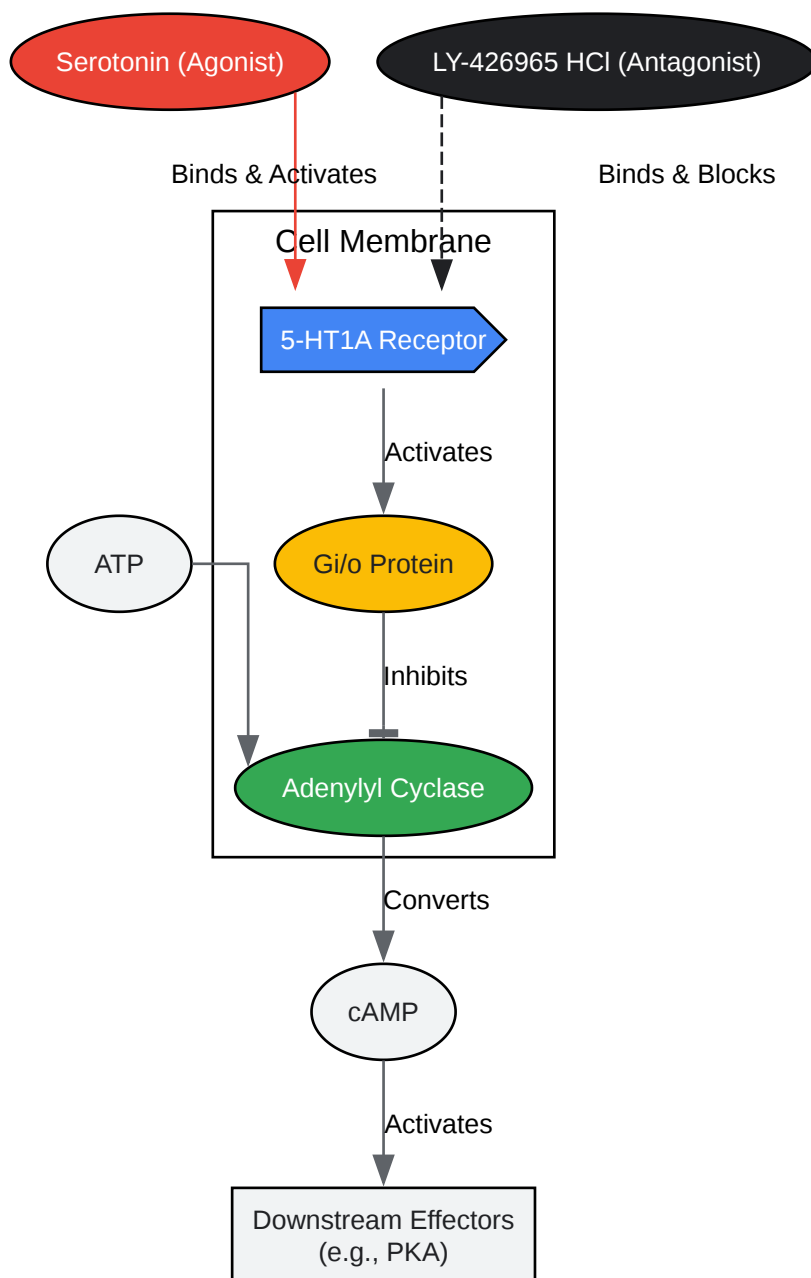 Serotonin (Agonist)
LY-426965 HCl (Antagonist)
Binds & Activates
Binds & Blocks
Cell Membrane
5-HT1A Receptor
Activates
ATP
Gi/o Protein
Inhibits
Adenylyl Cyclase
Converts
cAMP
Activates
Downstream Effectors
(e.g., PKA)